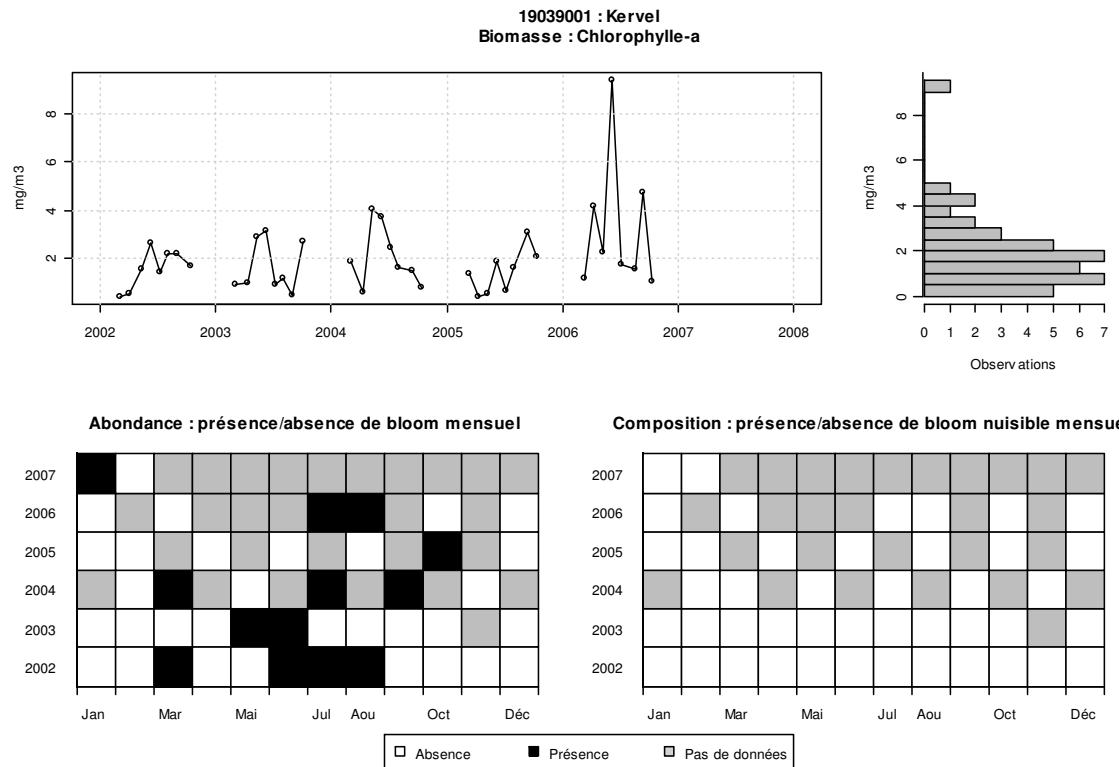 19039001 : Kervel
Biomasse : Chlorophylle-a
mg/m3
8
6
4
2
2002 2003 2004 2005 2006 2007 2008
mg/m3
8
6
4
2
0
0 1 2 3 4 5 6 7
Observations
Abondance : présence/absence de bloom mensuel
2007
2006
2005
2004
2003
2002
Jan Mar Mai Jul Aou Oct Déc
Composition : présence/absence de bloom nuisible mensue
2007
2006
2005
2004
2003
2002
Jan Mar Mai Jul Aou Oct Déc
Absence Présence Pas de données